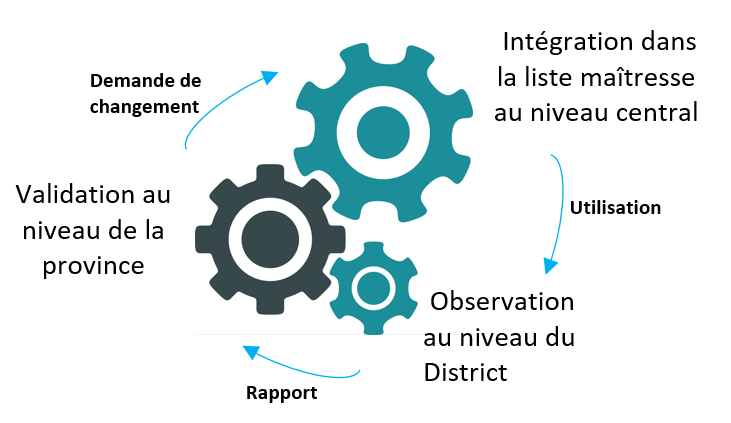 Intégration dans
la liste maîtresse
au niveau central
Demande de
changement
Validation au
niveau de la
province
Utilisation
Observation
au niveau du
District
Rapport